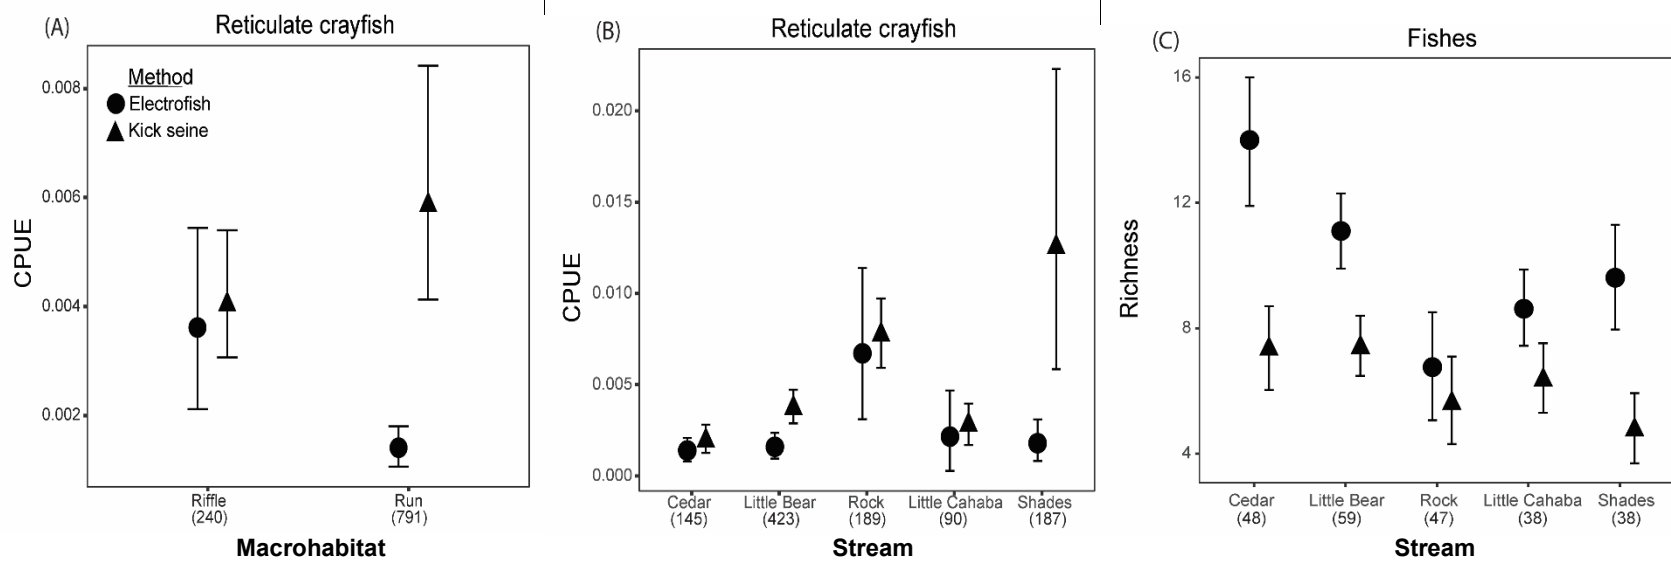 (A)
Reticulate crayfish
Method
Electrofish
Kick seine
CPUE
0.008
0.006
0.004
0.002
Riffle
(240)
Run
(791)
Macrohabitat
(B)
Reticulate crayfish
CPUE
0.020
0.015
0.010
0.005
0.000
Cedar
(145)
Little Bear
(423)
Rock
(189)
Little Cahaba
(90)
Shades
(187)
Stream
(C)
Fishes
Richness
16
12
8
4
Cedar
(48)
Little Bear
(59)
Rock
(47)
Little Cahaba
(38)
Shades
(38)
Stream